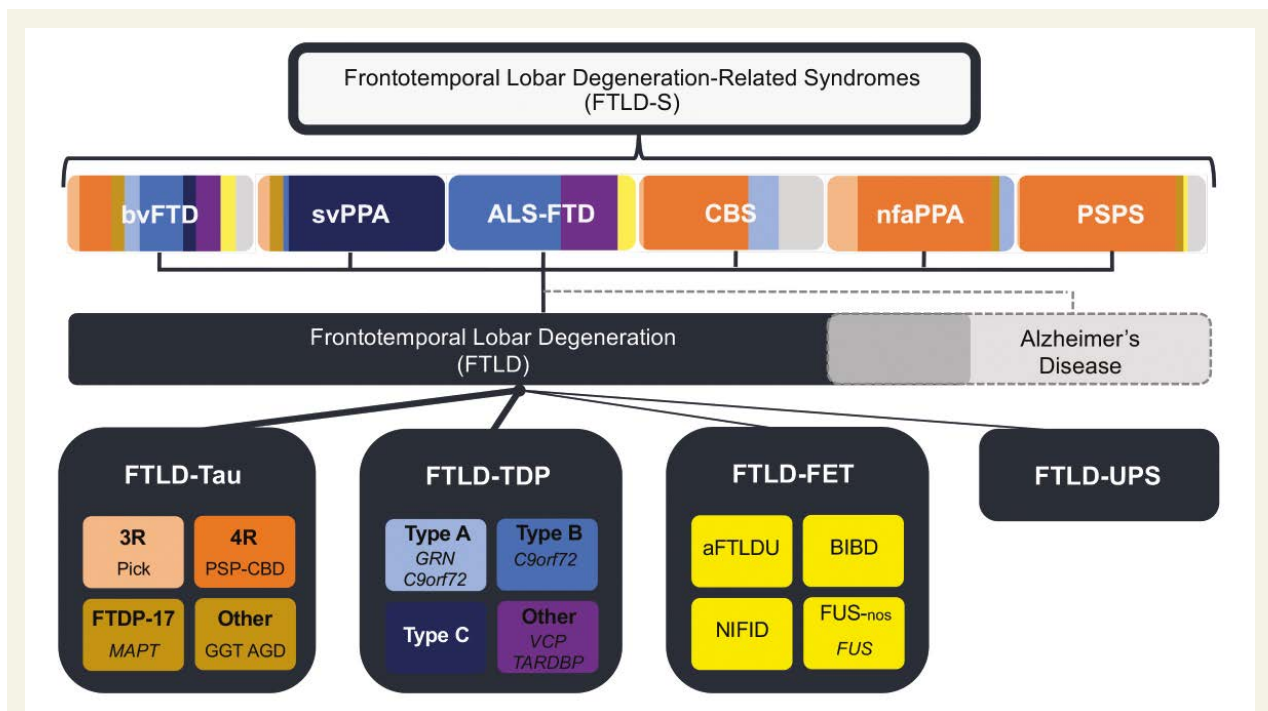 Frontotemporal Lobar Degeneration-Related Syndromes
(FTLD-S)
bvFTD
svPPA
ALS-FTD
CBS
nfaPPA
PSPS
Frontotemporal Lobar Degeneration
(FTLD)
Alzheimer's
Disease
FTLD-Tau
3R
Pick
4R
PSP-CBD
FTDP-17
MAPT
Other
GGT AGD
FTLD-TDP
Type A
GRN
C9orf72
Type B
C9orf72
Type C
Other
VCP
TARDBP
FTLD-FET
aFTLDU
BIBD
NIFID
FUS-nos
FUS
FTLD-UPS